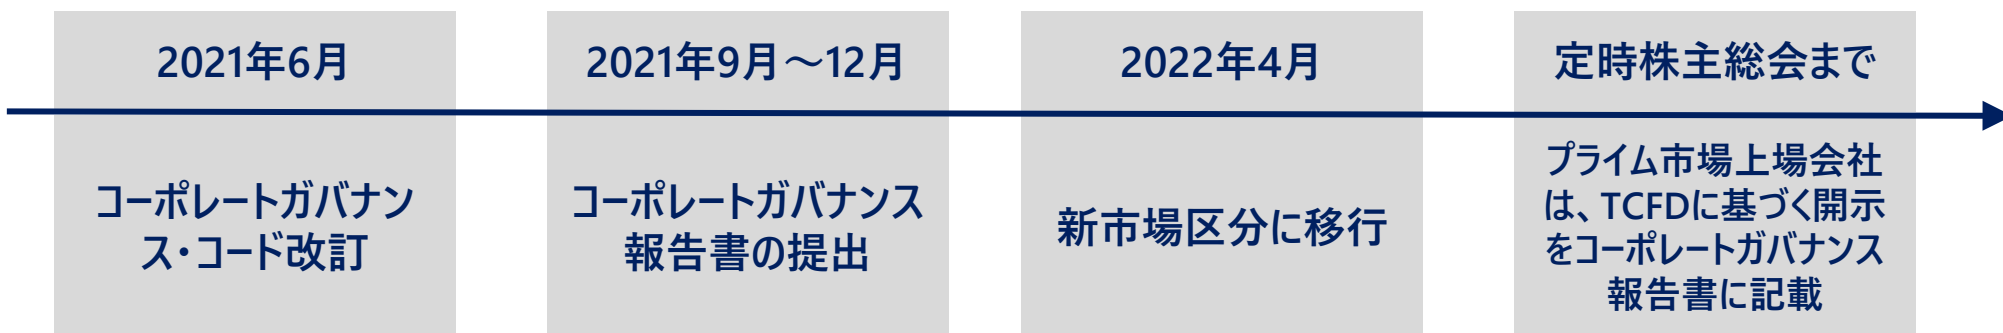 2021年6月
コーポレートガバナン
ス・コード改訂
2021年9月～12月
コーポレートガバナンス
報告書の提出
2022年4月
新市場区分に移行
定時株主総会まで
プライム市場上場会社
は、TCFDに基づく開示
をコーポレートガバナンス
報告書に記載